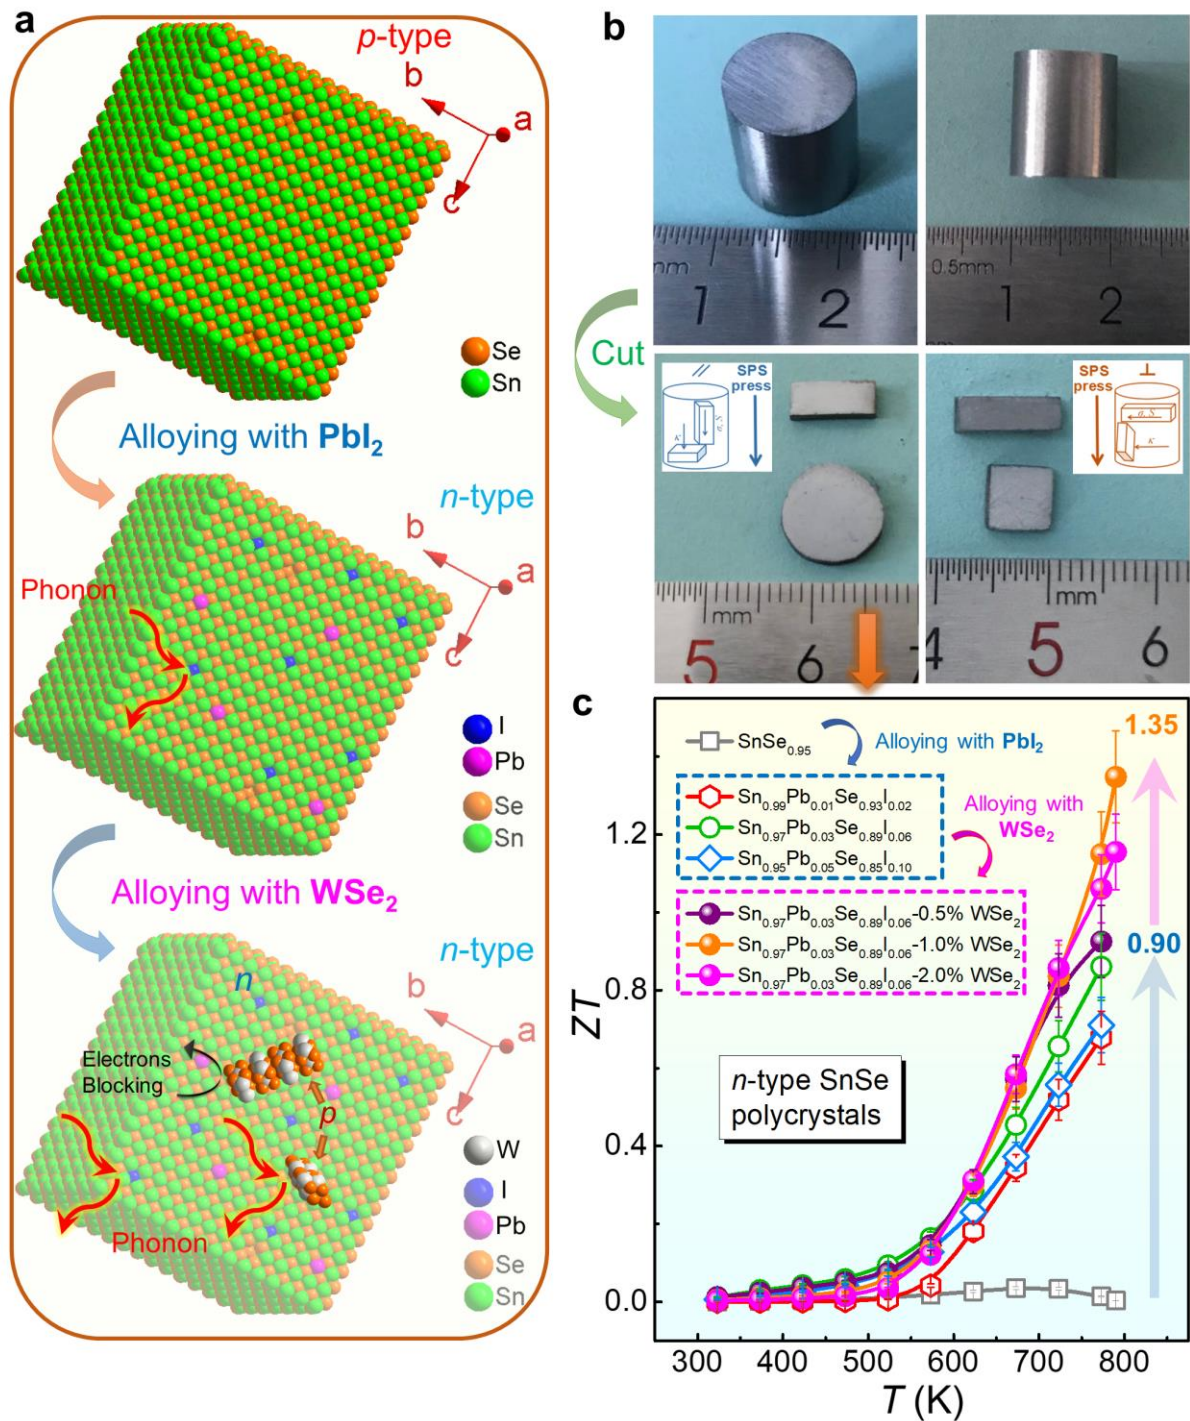 a
p-type
b
a
c
Se
Sn
Alloying with PbI₂
n-type
b
a
Phonon
c
I
Pb
Se
Sn
Alloying with WSe₂
n-type
n
b
a
Electrons
Blocking
p
c
W
I
Pb
Phonon
Se
Sn
b
mm
1 2
0.5mm
1 2
Cut
//
SPS
press
σ, S
κ
SPS
press
⊥
σ, S
κ
mm
5 6 7
mm
4 5 6
c
SnSe₀.₉₅
Alloying with PbI₂
Sn₀.₉₉Pb₀.₀₁Se₀.₉₃I₀.₀₂
Sn₀.₉₇Pb₀.₀₃Se₀.₈₉I₀.₀₆
Sn₀.₉₅Pb₀.₀₅Se₀.₈₅I₀.₁₀
Alloying with
WSe₂
Sn₀.₉₇Pb₀.₀₃Se₀.₈₉I₀.₀₆-0.5% WSe₂
Sn₀.₉₇Pb₀.₀₃Se₀.₈₉I₀.₀₆-1.0% WSe₂
Sn₀.₉₇Pb₀.₀₃Se₀.₈₉I₀.₀₆-2.0% WSe₂
1.35
0.90
n-type SnSe
polycrystals
ZT
1.2
0.8
0.4
0.0
300 400 500 600 700 800
T (K)